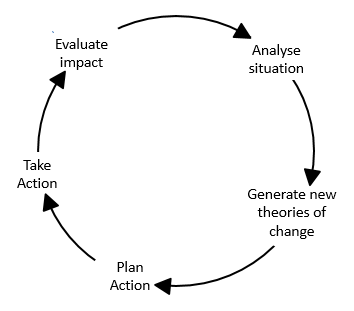 Evaluate
impact
Analyse
situation
Generate new
theories of
change
Plan
Action
Take
Action